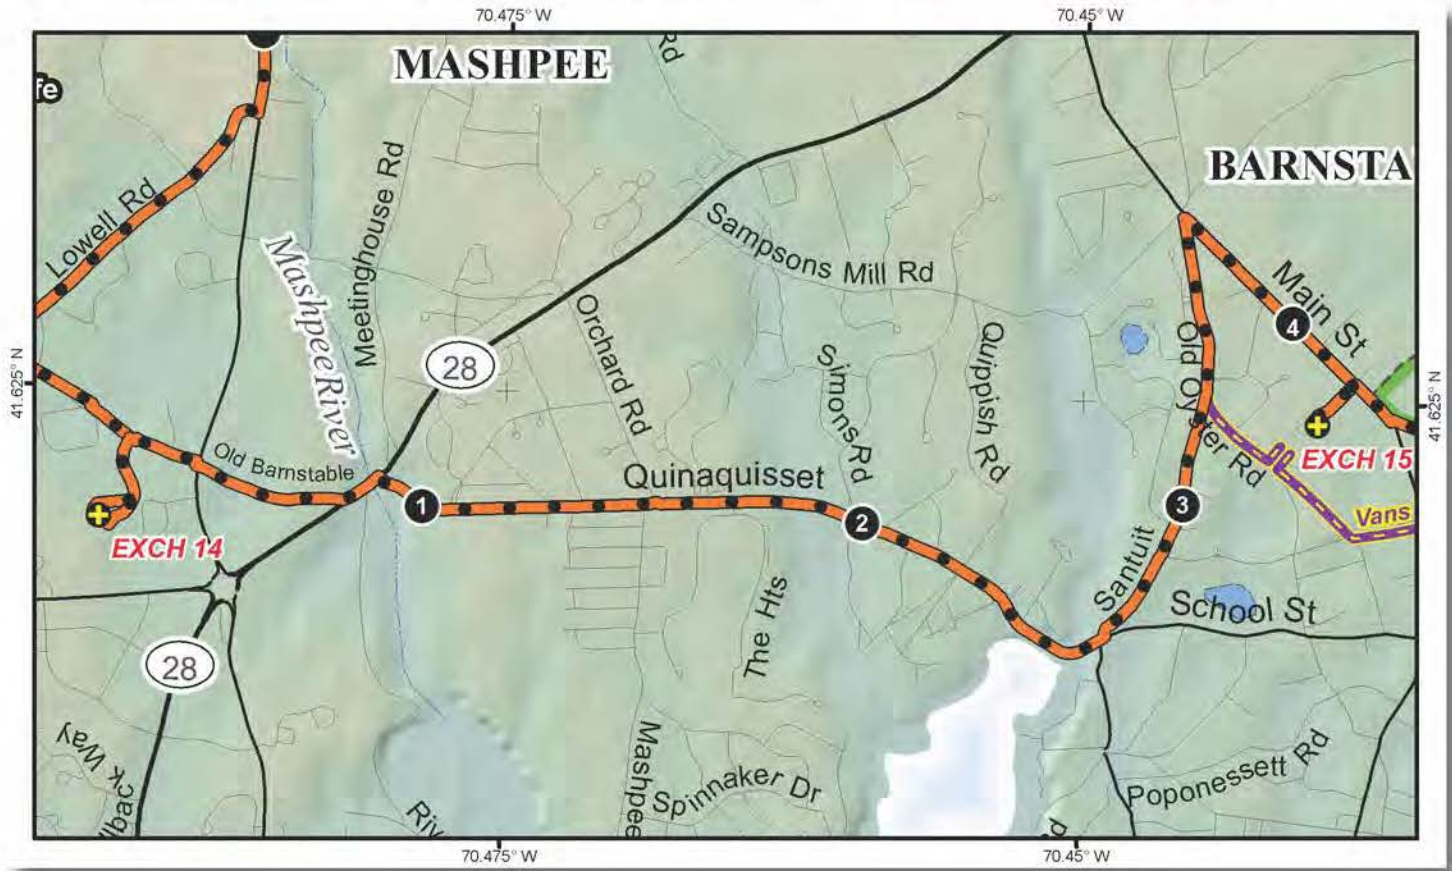 70.475° W
70.45° W
MASHPEE
Rd
fe
BARNSTA
Lowell Rd
Meetinghouse Rd
Mashpee River
Sampsons Mill Rd
Main St
4
28
Orchard Rd
Simons Rd
Quippish Rd
Old Oyster Rd
41.625° N
41.625° N
Old Barnstable
Quinaquisset
EXCH 15
1
2
3
Vans
EXCH 14
Santuit
School St
The Hts
28
llback Way
Riv
Mashpee
Spinnaker Dr
Poponessett Rd
d
70.475° W
70.45° W